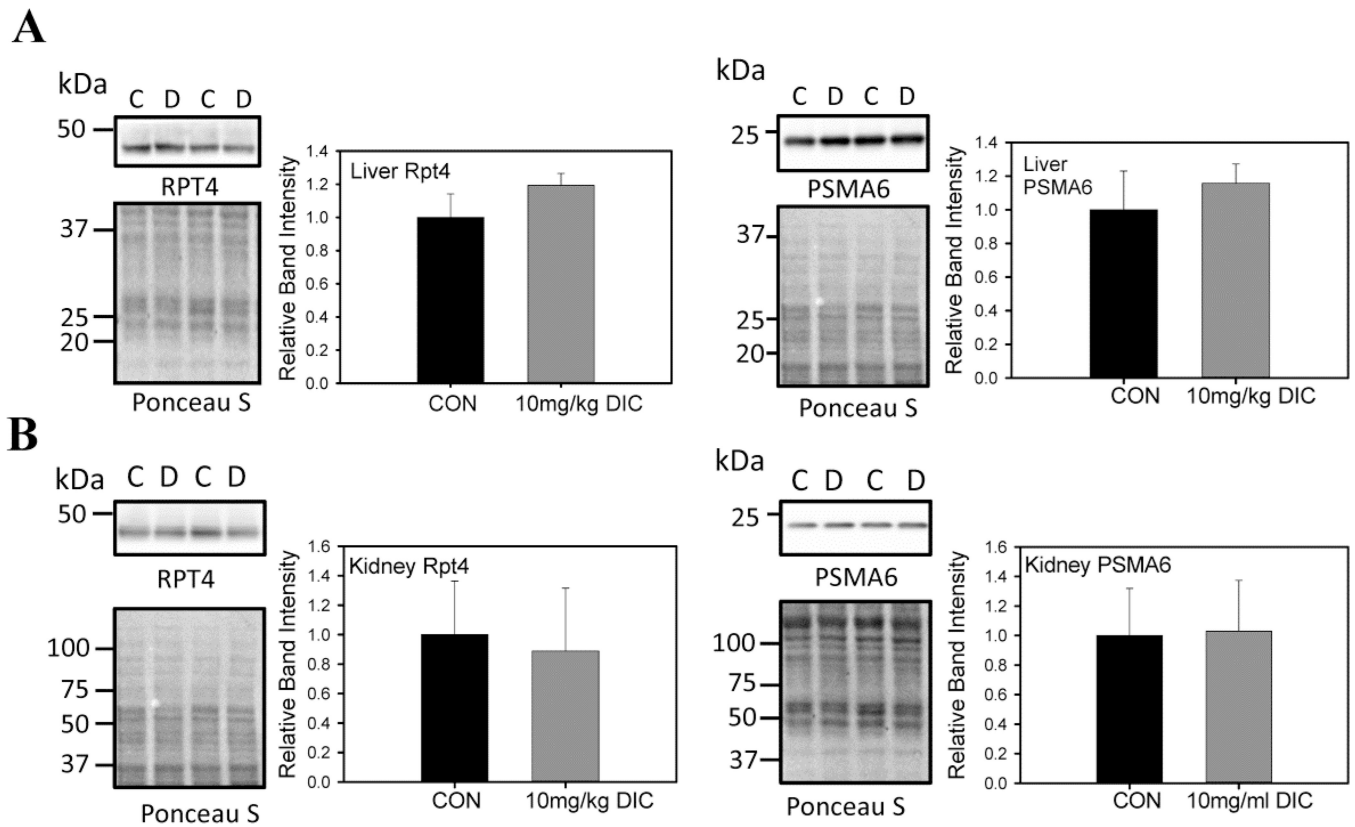 A
kDa
C D C D
50
RPT4
37
25
20
Ponceau S
Relative Band Intensity
1.4
1.2
1.0
0.8
0.6
0.4
0.2
0.0
Liver Rpt4
CON 10mg/kg DIC
kDa
C D C D
25
PSMA6
37
25
20
Ponceau S
Relative Band Intensity
1.4
1.2
1.0
0.8
0.6
0.4
0.2
0.0
Liver
PSMA6
CON 10mg/kg DIC
B
kDa
C D C D
50
RPT4
100
75
50
37
Ponceau S
Relative Band Intensity
1.6
1.4
1.2
1.0
0.8
0.6
0.4
0.2
0.0
Kidney Rpt4
CON 10mg/kg DIC
kDa
C D C D
25
PSMA6
100
75
50
37
Ponceau S
Relative Band Intensity
1.6
1.4
1.2
1.0
0.8
0.6
0.4
0.2
0.0
Kidney PSMA6
CON 10mg/ml DIC